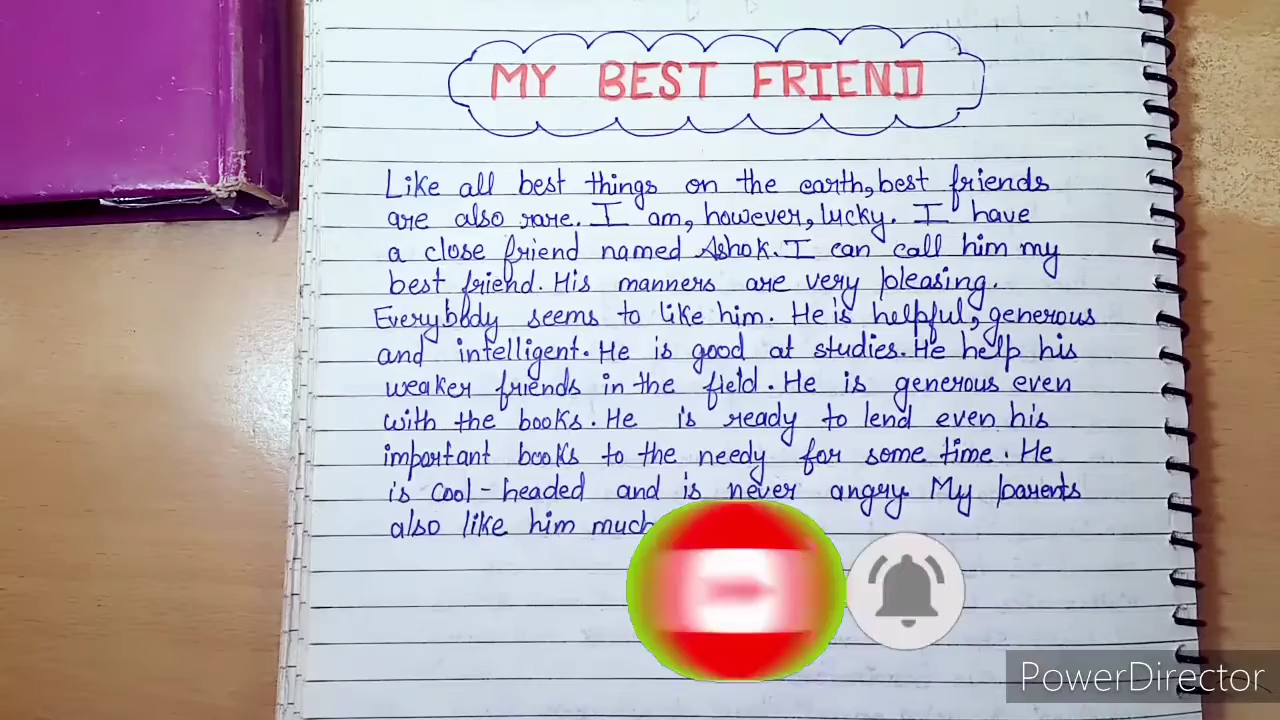 MY BEST FRIEND
Like all best things on the earth, best friends
are also rare. I am, however, lucky. I have
a close friend named Ashok. I can call him my
best friend. His manners are very pleasing.
Everybody seems to like him. He is helpful, generous
and intelligent. He is good at studies. He help his
weaker friends in the field. He is generous even
with the books. He is ready to lend even his
important books to the needy for some time. He
is cool-headed and is never angry. My parents
also like him much
PowerDirector